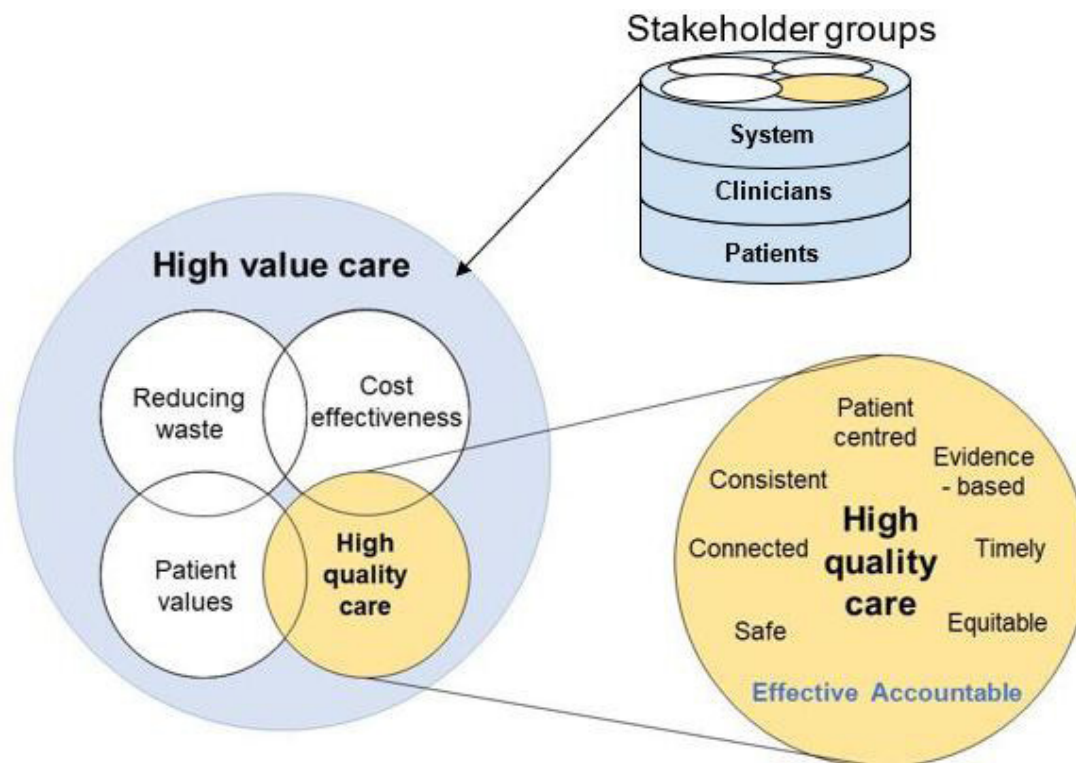 Stakeholder groups
System
Clinicians
Patients
High value care
Reducing
waste
Cost
effectiveness
Patient
values
High
quality
care
Patient
centred
Evidence
- based
Consistent
High
quality
care
Connected
Timely
Safe
Equitable
Effective Accountable